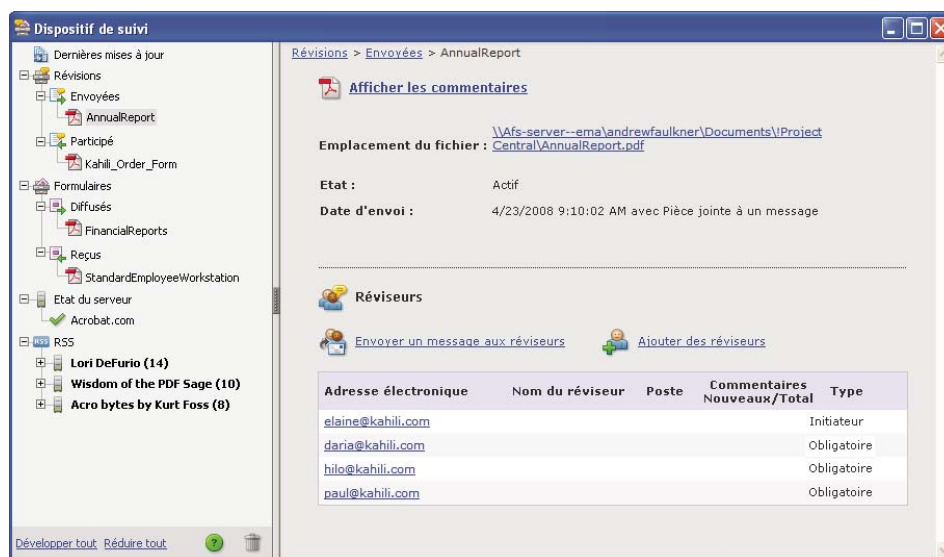 Dispositif de suivi
Dernières mises à jour
Révisions
Envoyées
AnnualReport
Participé
Kahili_Order_Form
Formulaires
Diffusés
FinancialReports
Reçus
StandardEmployeeWorkstation
Etat du serveur
Acrobat.com
RSS RSS
Lori DeFurio (14)
Wisdom of the PDF Sage (10)
Acro bytes by Kurt Foss (8)
Développer tout Réduire tout ?
Révisions > Envoyées > AnnualReport
Afficher les commentaires
Emplacement du fichier : \\Afs-server--ema\andrewfaulkner\Documents\!Project
Central\AnnualReport.pdf
Etat : Actif
Date d'envoi : 4/23/2008 9:10:02 AM avec Pièce jointe à un message
Réviseurs
Envoyer un message aux réviseurs Ajouter des réviseurs
Adresse électronique Nom du réviseur Poste Commentaires Nouveaux/Total Type
elaine@kahili.com Initiateur
daria@kahili.com Obligatoire
hilo@kahili.com Obligatoire
paul@kahili.com Obligatoire